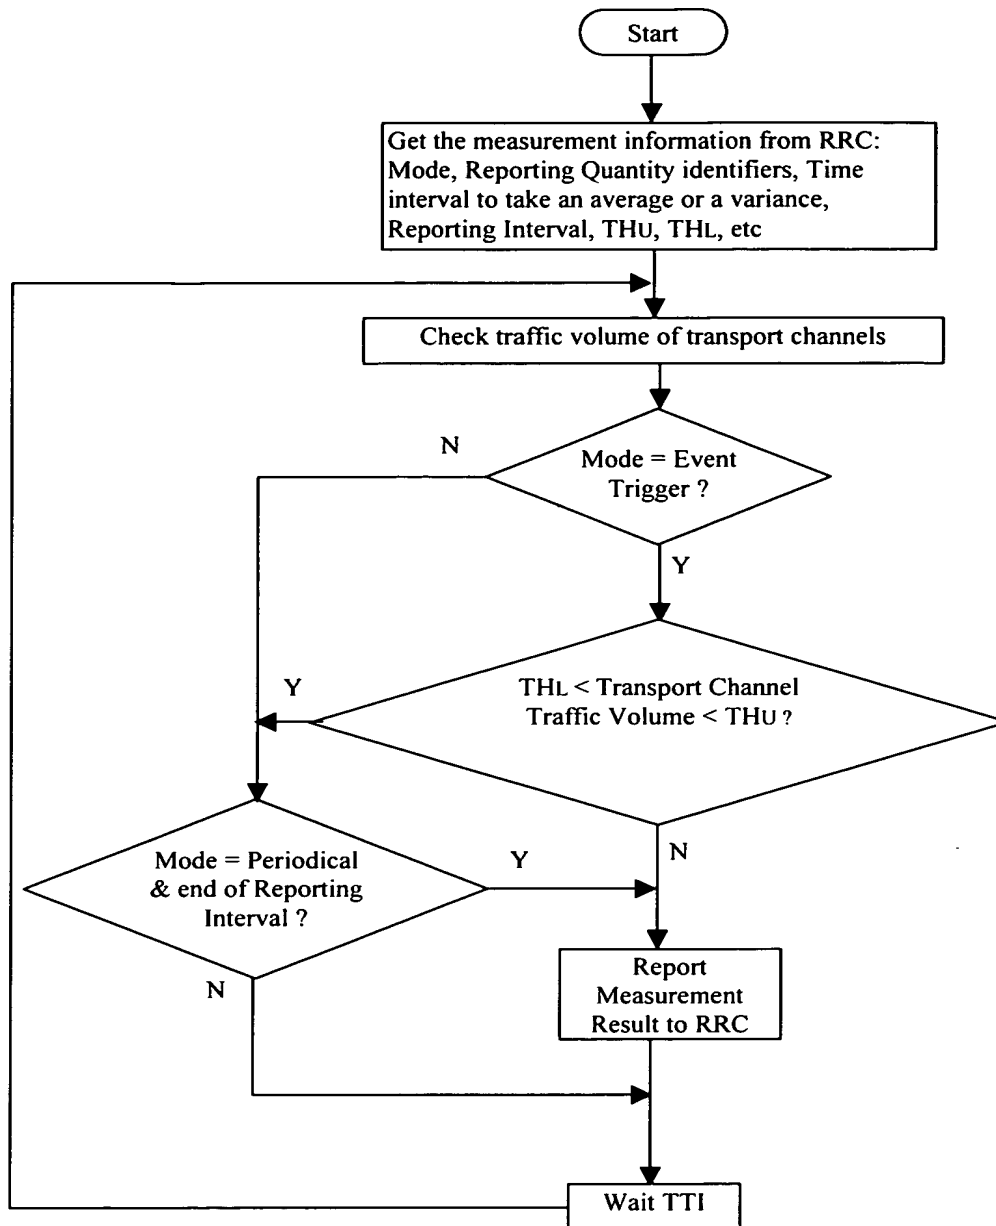 Start
Get the measurement information from RRC:
Mode, Reporting Quantity identifiers, Time
interval to take an average or a variance,
Reporting Interval, THU, THL, etc
Check traffic volume of transport channels
N
Mode = Event
Trigger ?
Y
Y
THL < Transport Channel
Traffic Volume < THU ?
N
Mode = Periodical
& end of Reporting
Interval ?
Y
N
Report
Measurement
Result to RRC
Wait TTI